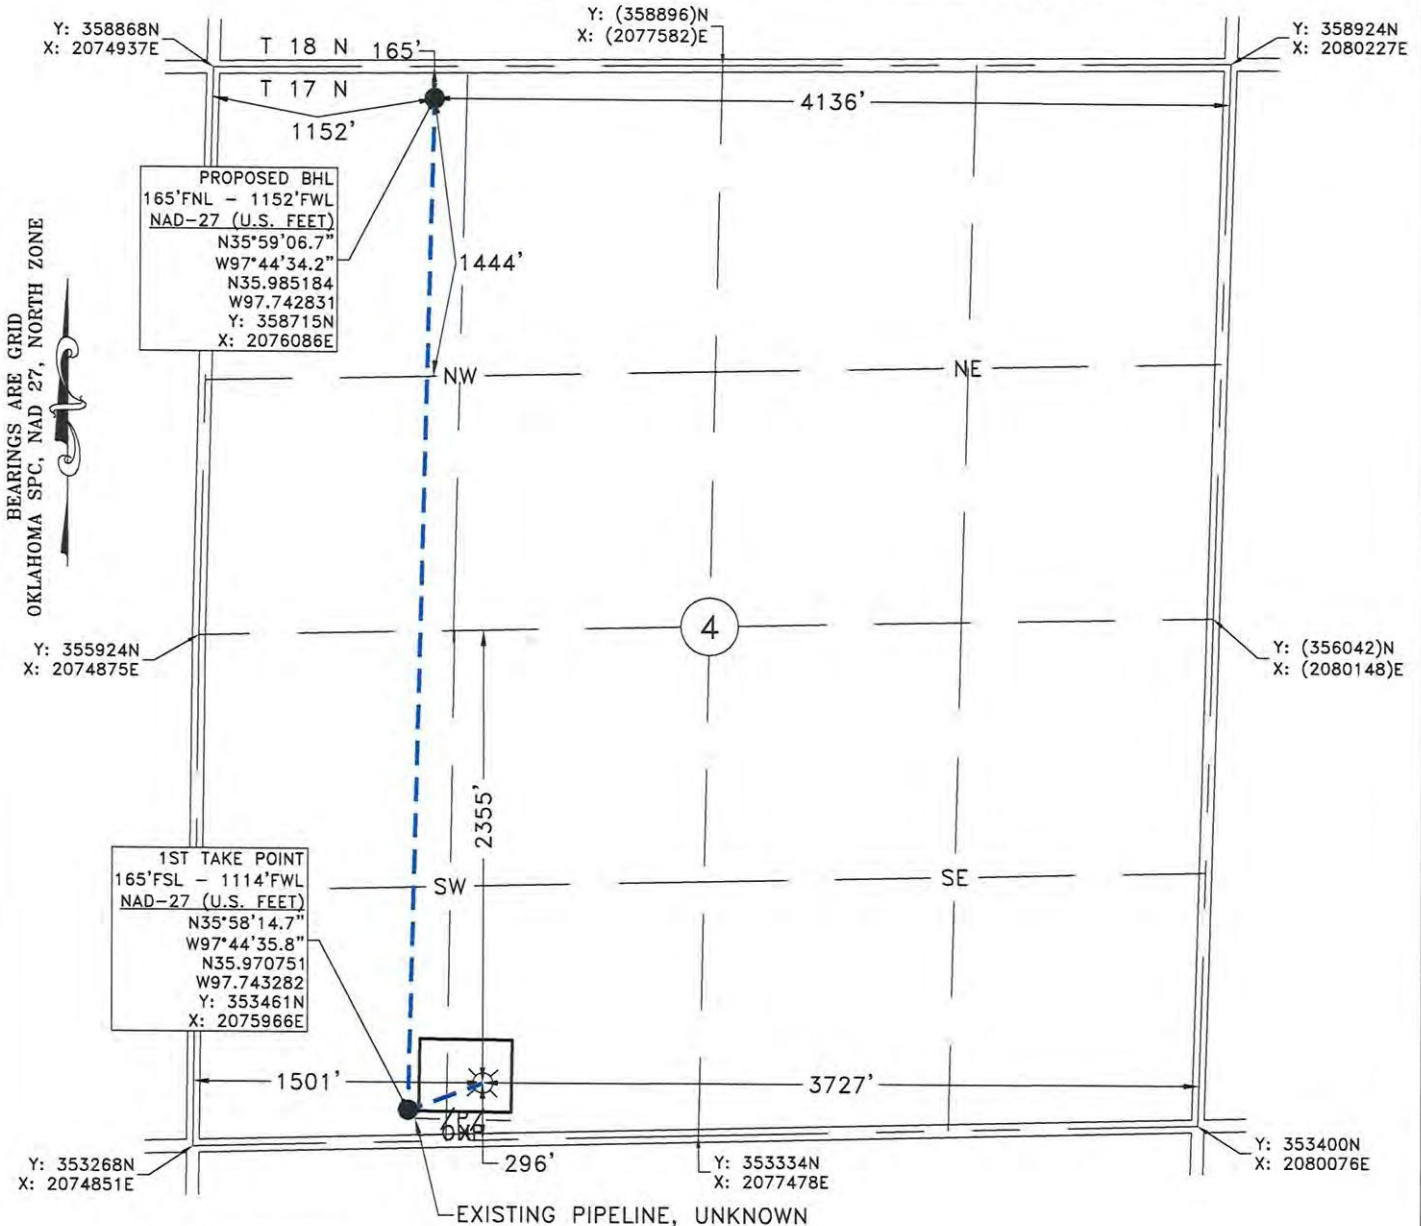 Y: 358868N
X: 2074937E
T 18 N
165'
T 17 N
1152'
Y: (358896)N
X: (2077582)E
Y: 358924N
X: 2080227E
4136'
PROPOSED BHL
165'FNL - 1152'FWL
NAD-27 (U.S. FEET)
N35°59'06.7"
W97°44'34.2"
N35.985184
W97.742831
Y: 358715N
X: 2076086E
1444'
BEARINGS ARE GRID
OKLAHOMA SPC, NAD 27, NORTH ZONE
NW
NE
4
Y: 355924N
X: 2074875E
Y: (356042)N
X: (2080148)E
2355'
1ST TAKE POINT
165'FSL - 1114'FWL
NAD-27 (U.S. FEET)
N35°58'14.7"
W97°44'35.8"
N35.970751
W97.743282
Y: 353461N
X: 2075966E
SW
SE
1501'
3727'
296'
Y: 353268N
X: 2074851E
Y: 353334N
X: 2077478E
Y: 353400N
X: 2080076E
EXISTING PIPELINE, UNKNOWN